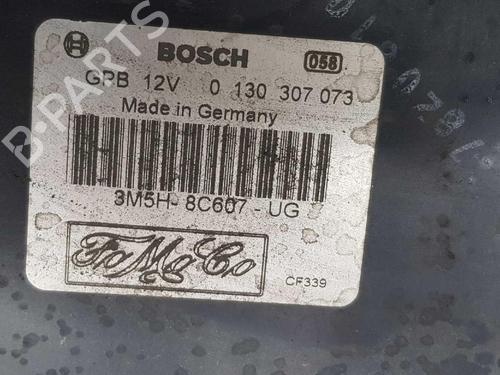 BOSCH 058
GPB 12V 0 130 307 073
Made in Germany
3M5H-8C607-UG
FoMoCo
CF339
B-PARTS